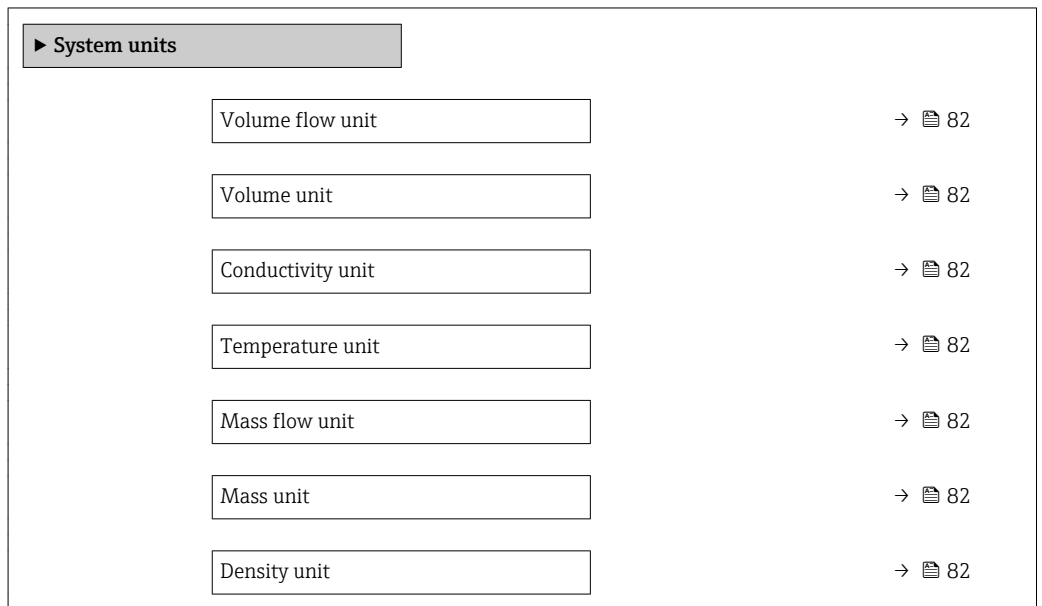 ▶ System units
Volume flow unit → 82
Volume unit → 82
Conductivity unit → 82
Temperature unit → 82
Mass flow unit → 82
Mass unit → 82
Density unit → 82